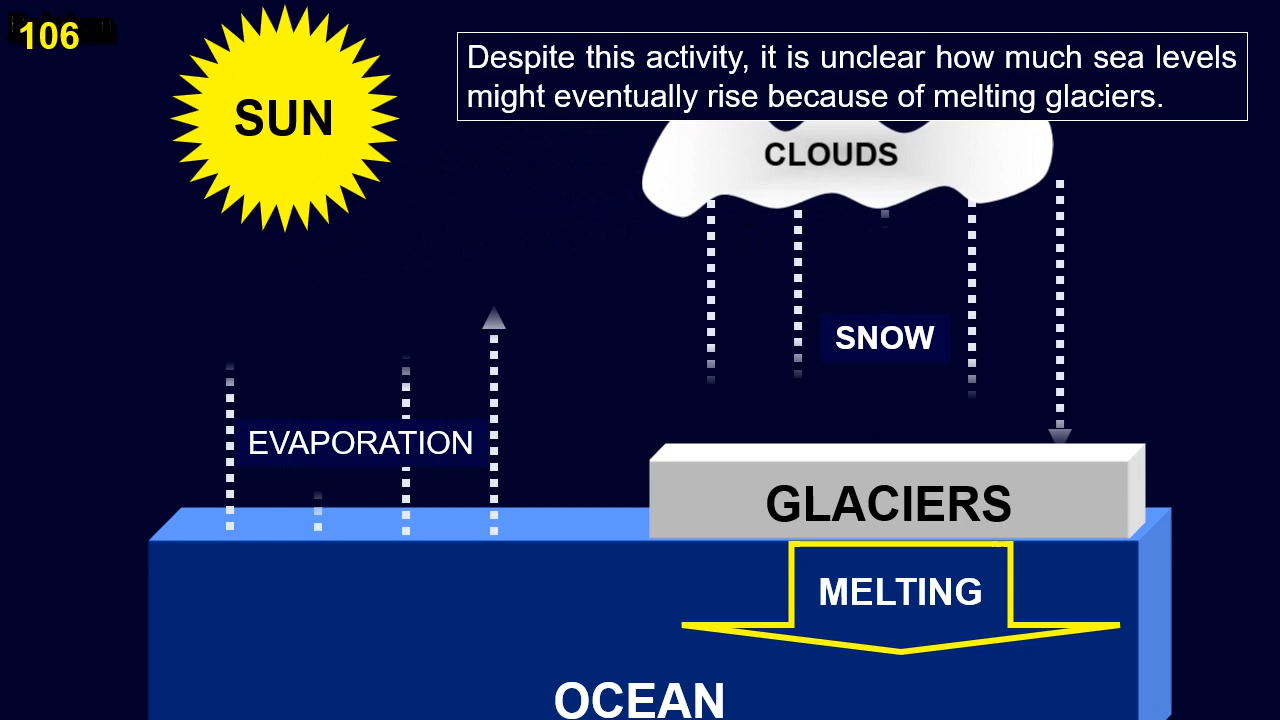 106
SUN
Despite this activity, it is unclear how much sea levels
might eventually rise because of melting glaciers.
CLOUDS
SNOW
EVAPORATION
GLACIERS
MELTING
OCEAN